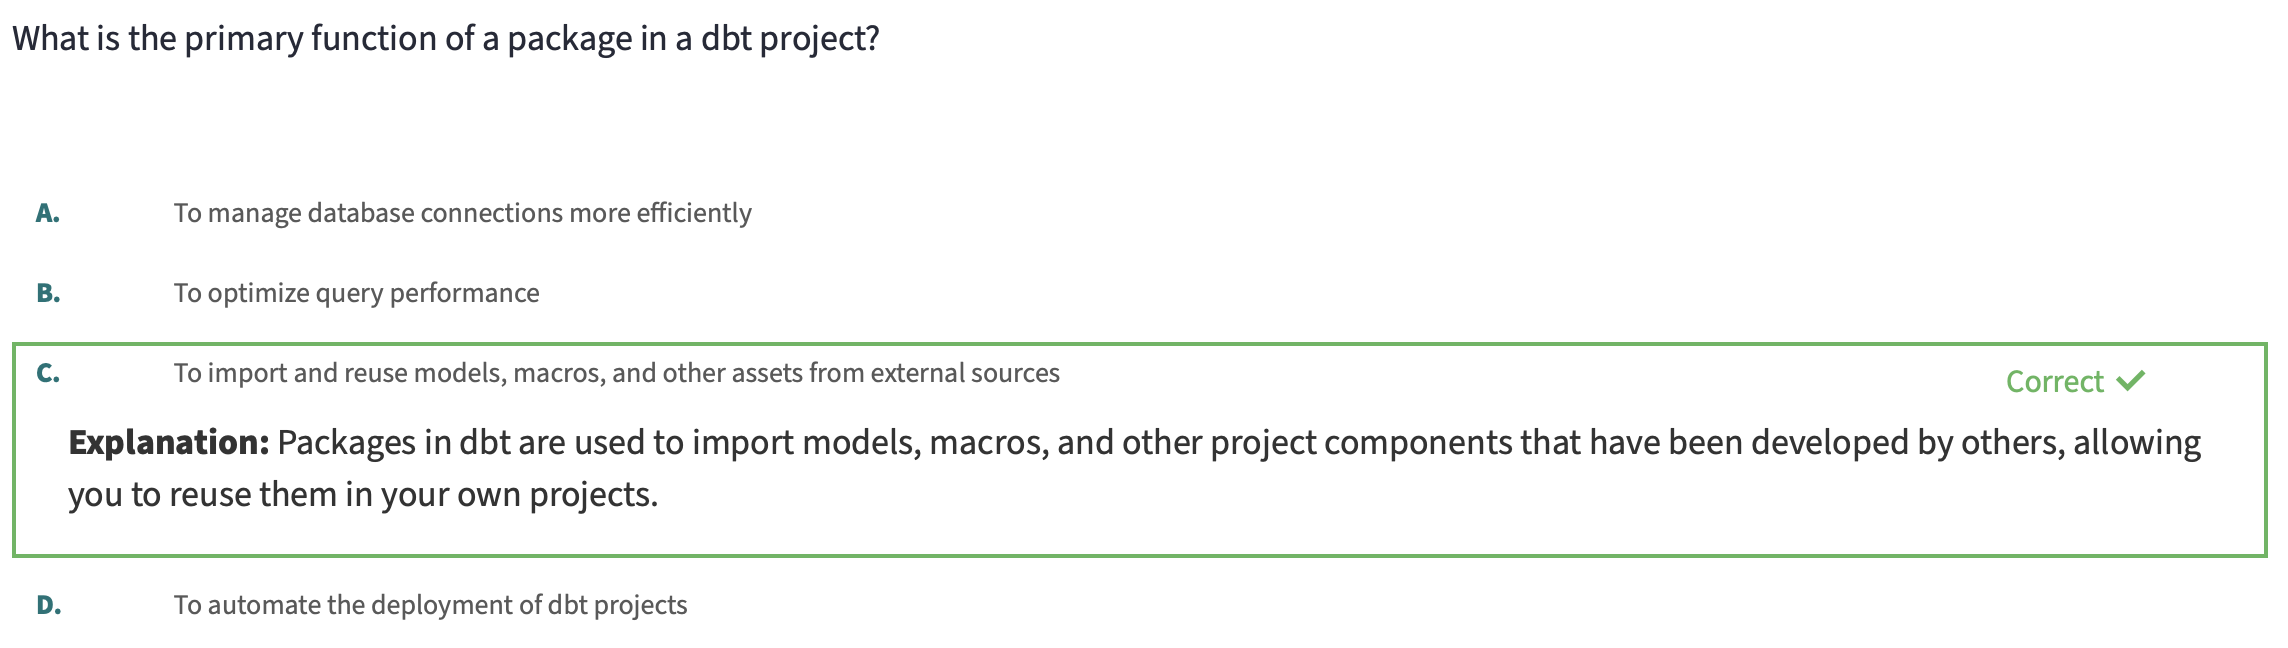 What is the primary function of a package in a dbt project?
A. To manage database connections more efficiently
B. To optimize query performance
C. To import and reuse models, macros, and other assets from external sources Correct ✓
Explanation: Packages in dbt are used to import models, macros, and other project components that have been developed by others, allowing
you to reuse them in your own projects.
D. To automate the deployment of dbt projects